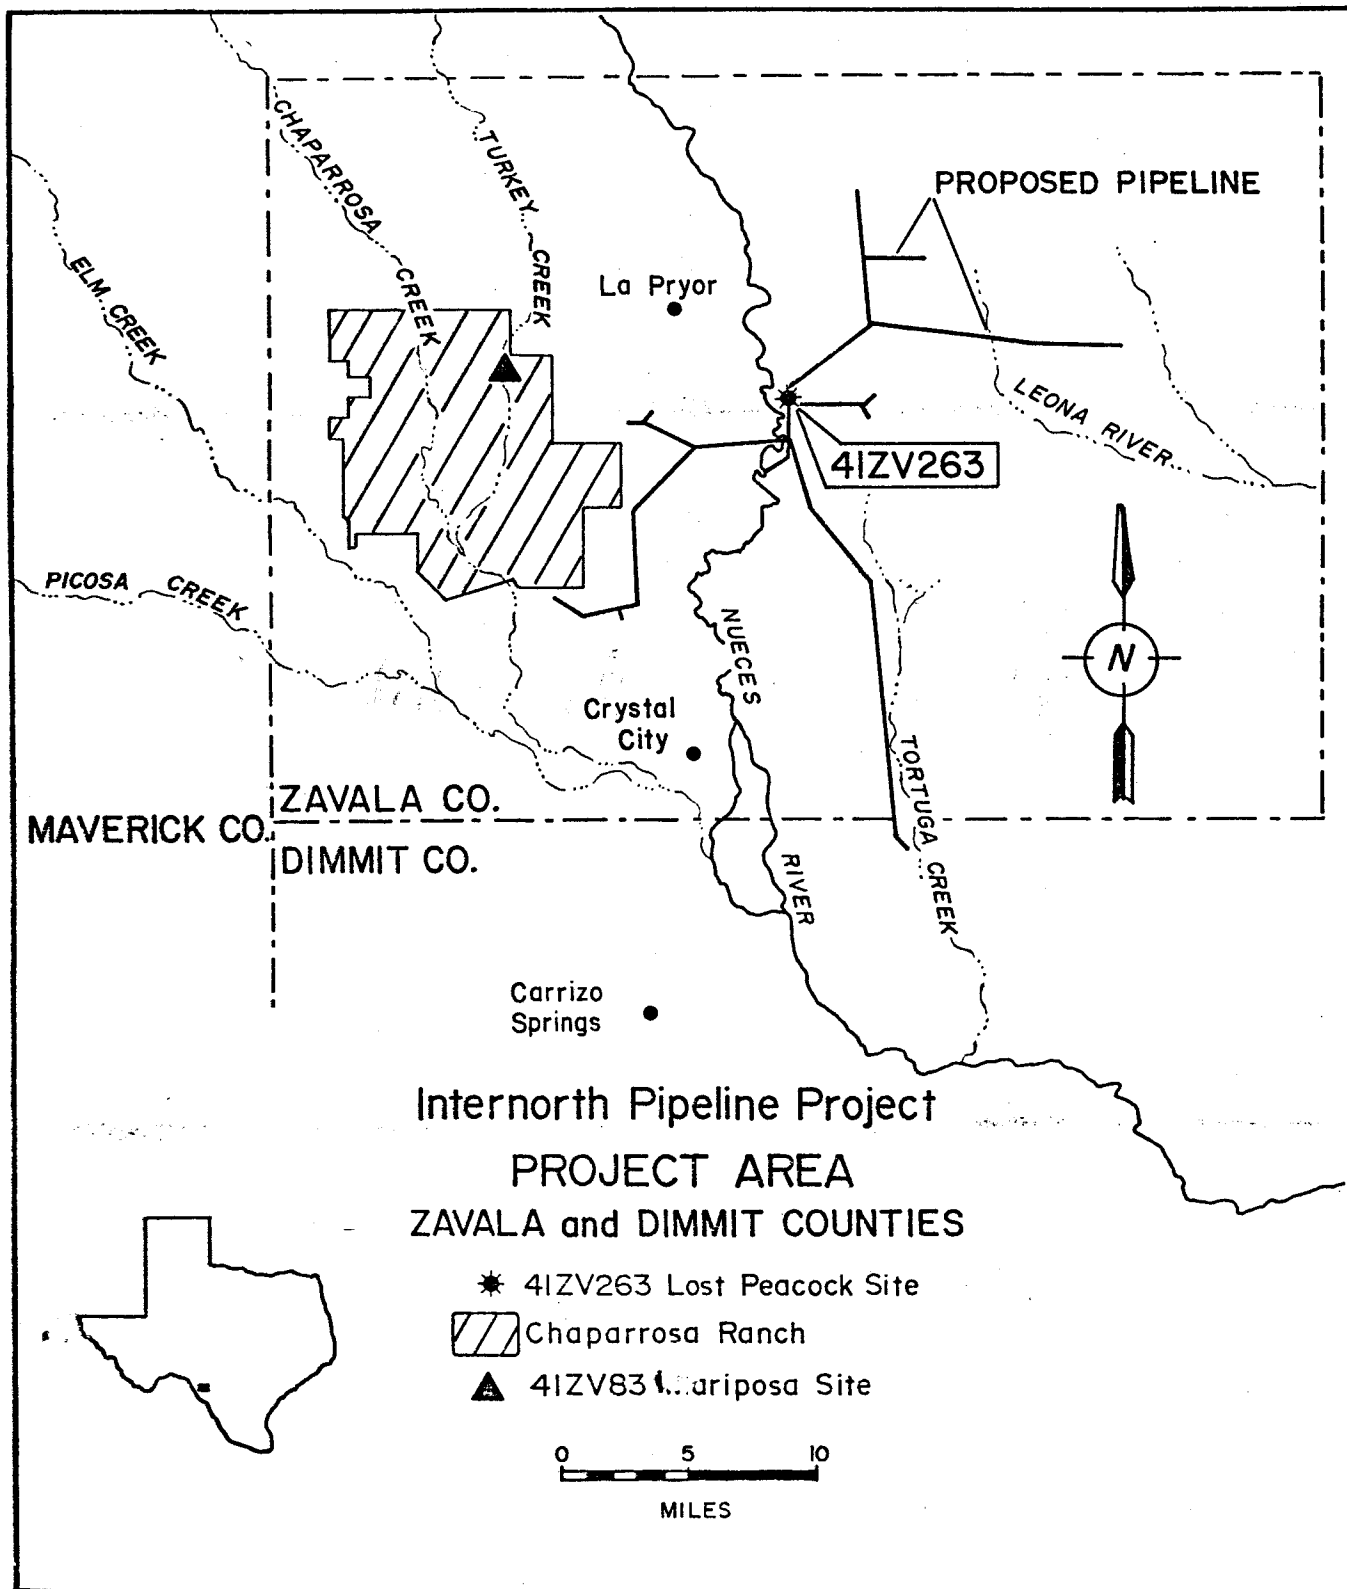 CHAPARROSA CREEK
TURKEY CREEK
ELM CREEK
PICOSA CREEK
PROPOSED PIPELINE
La Pryor
LEONA RIVER
41ZV263
N
NUECES RIVER
Crystal
City
TORTUGA CREEK
ZAVALA CO.
MAVERICK CO.
DIMMIT CO.
Carrizo
Springs
Internorth Pipeline Project
PROJECT AREA
ZAVALA and DIMMIT COUNTIES
41ZV263 Lost Peacock Site
Chaparrosa Ranch
41ZV83 ariposa Site
0 5 10
MILES